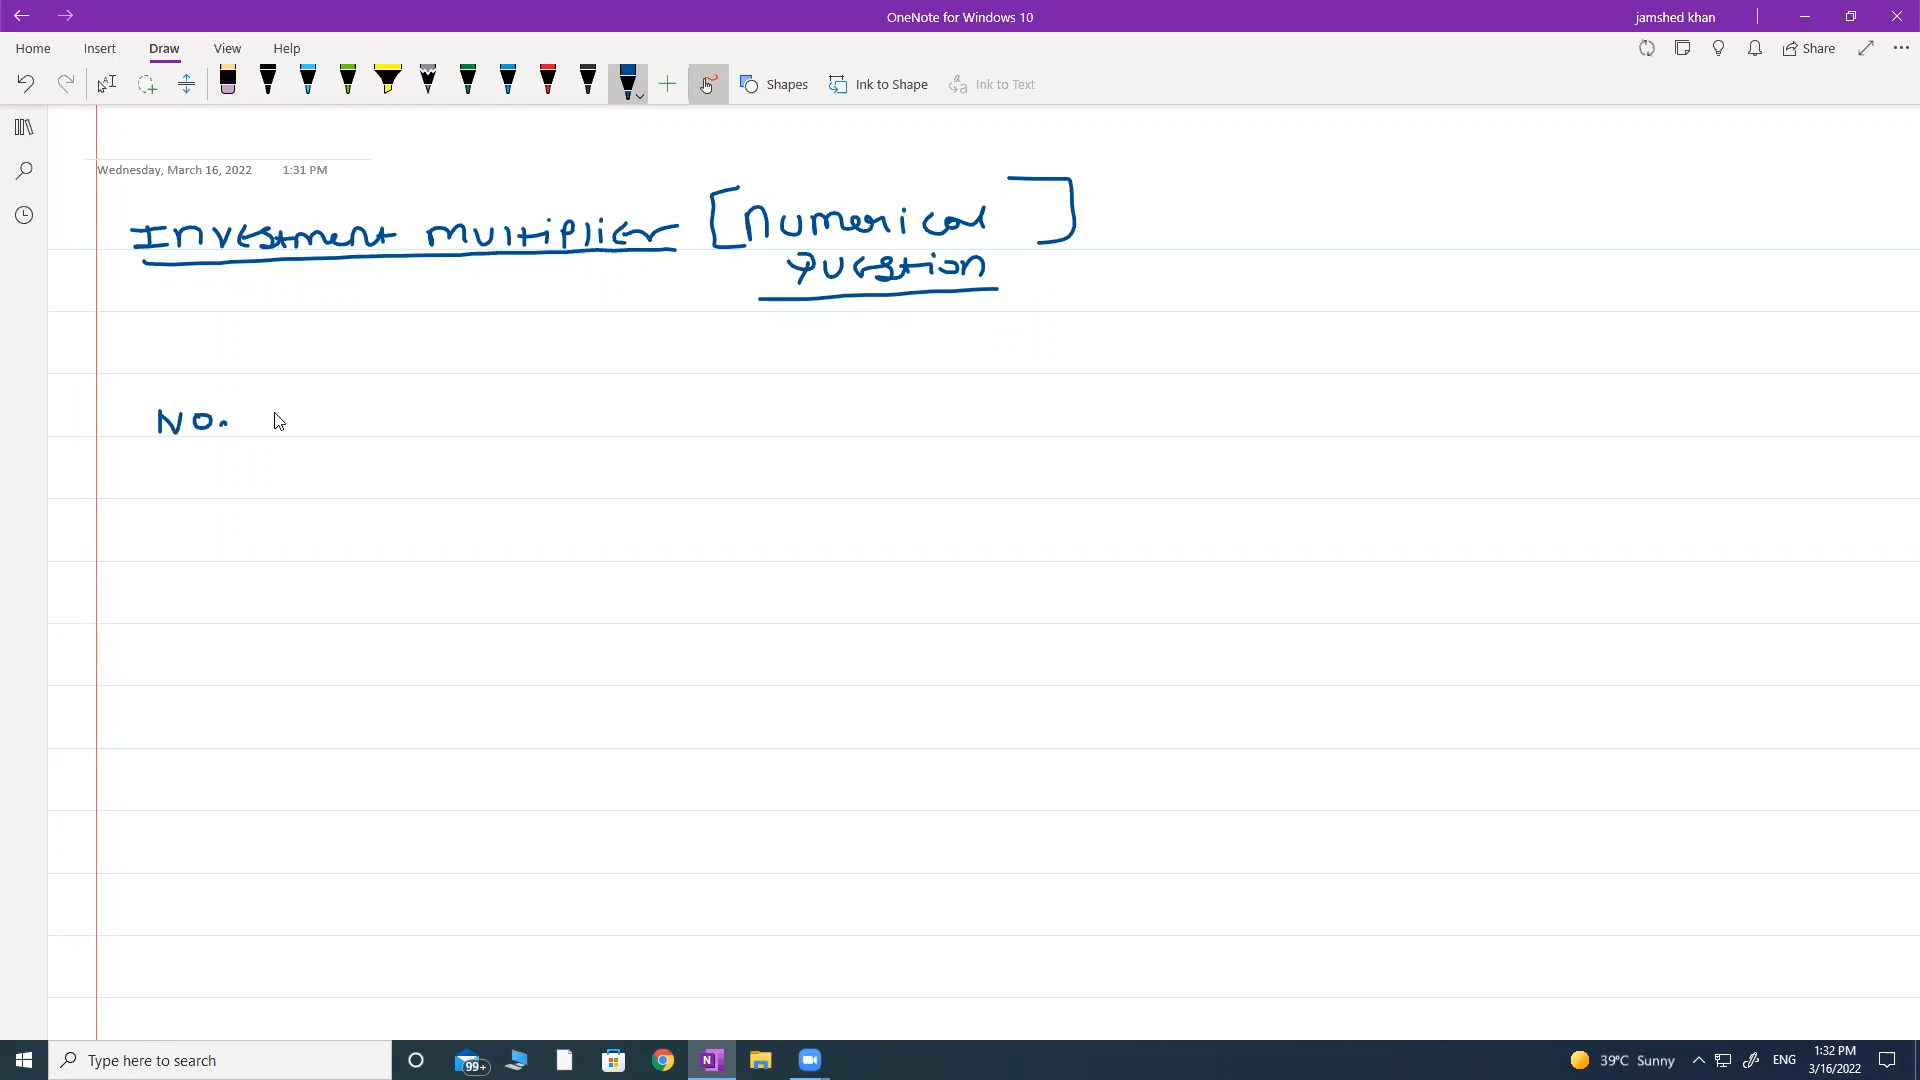 OneNote for Windows 10
jamshed khan
Home Insert Draw View Help
Share
Shapes Ink to Shape Ink to Text
Wednesday, March 16, 2022 1:31 PM
Investment multiplier [Numerical]
Question
NO.
Type here to search
99+
N
39°C Sunny
ENG
1:32 PM
3/16/2022